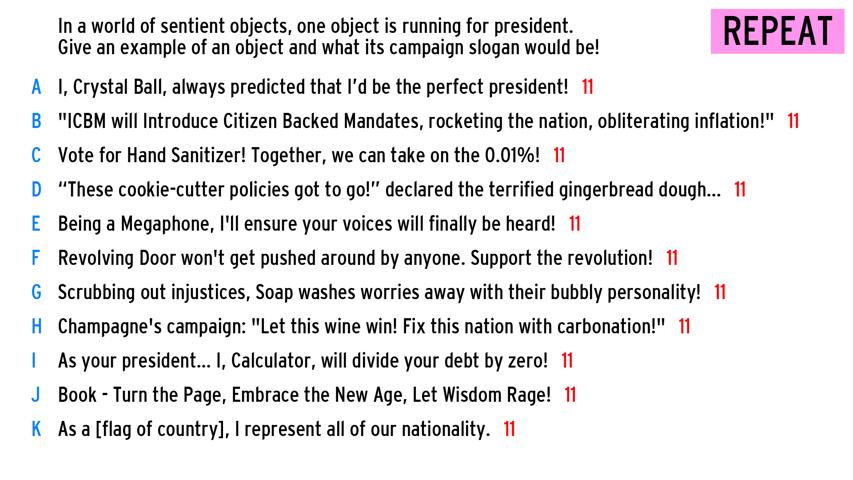 In a world of sentient objects, one object is running for president.
Give an example of an object and what its campaign slogan would be!
REPEAT
A I, Crystal Ball, always predicted that I'd be the perfect president! 11
B "ICBM will Introduce Citizen Backed Mandates, rocketing the nation, obliterating inflation!" 11
C Vote for Hand Sanitizer! Together, we can take on the 0.01%! 11
D “These cookie-cutter policies got to go!” declared the terrified gingerbread dough... 11
E Being a Megaphone, I'll ensure your voices will finally be heard! 11
F Revolving Door won't get pushed around by anyone. Support the revolution! 11
G Scrubbing out injustices, Soap washes worries away with their bubbly personality! 11
H Champagne's campaign: "Let this wine win! Fix this nation with carbonation!" 11
I As your president... I, Calculator, will divide your debt by zero! 11
J Book - Turn the Page, Embrace the New Age, Let Wisdom Rage! 11
K As a [flag of country], I represent all of our nationality. 11